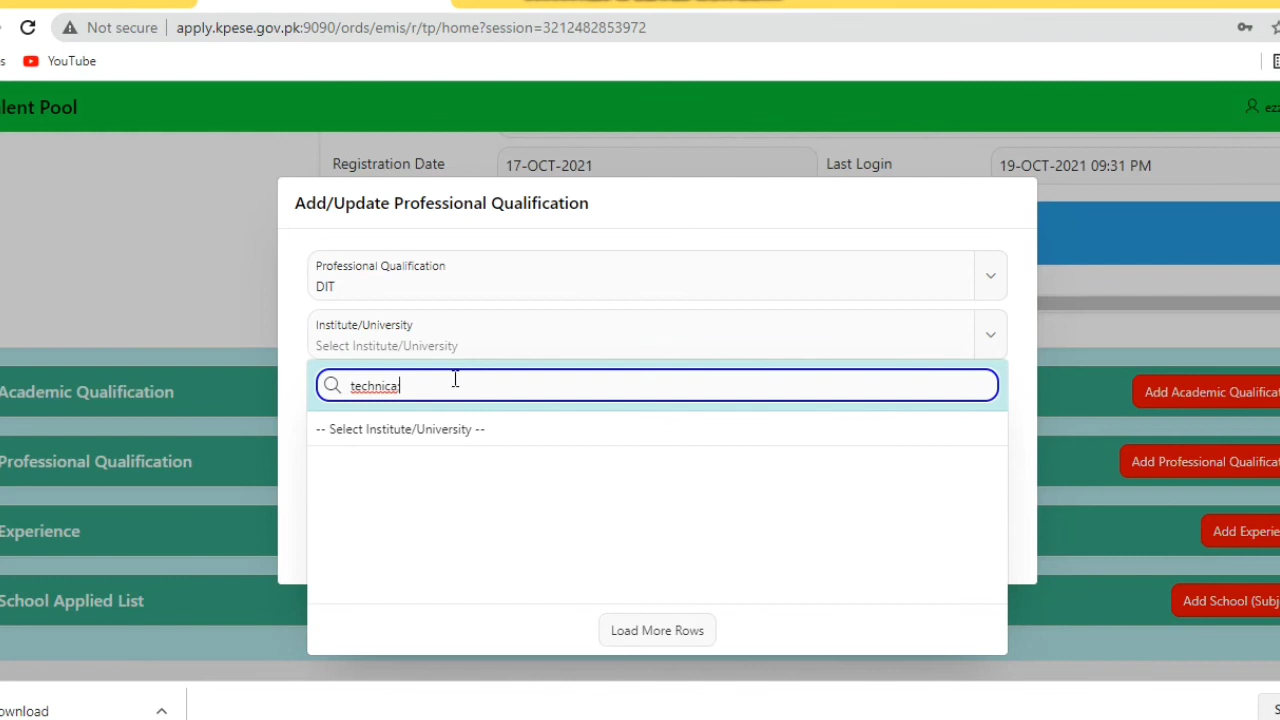 Not secure
apply.kpese.gov.pk:9090/ords/emis/r/tp/home?session=3212482853972
s
YouTube
lent Pool
ez
Registration Date
17-OCT-2021
Last Login
19-OCT-2021 09:31 PM
Add/Update Professional Qualification
Professional Qualification
DIT
Institute/University
Select Institute/University
technica
-- Select Institute/University --
Load More Rows
Academic Qualification
Add Academic Qualificat
Professional Qualification
Add Professional Qualificat
Experience
Add Experie
School Applied List
Add School (Subj
ownload
S